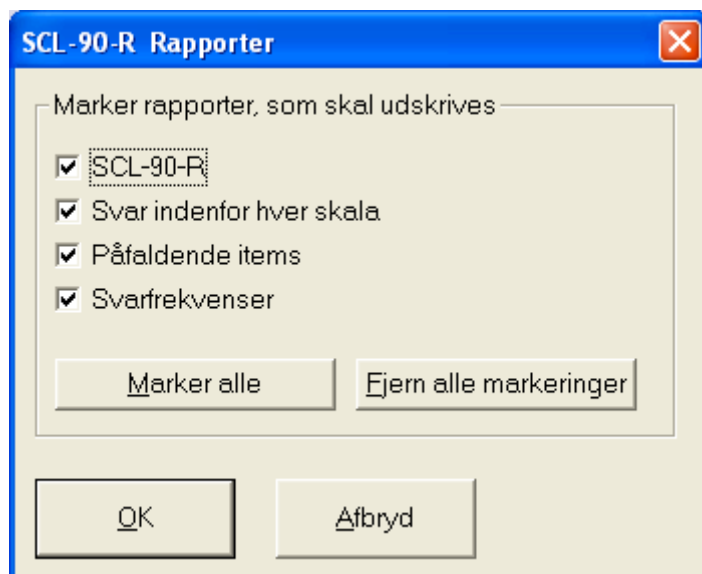 SCL-90-R Rapporter
Marker rapporter, som skal udskrives
SCL-90-R
Svar indenfor hver skala
Påfaldende items
Svarfrekvenser
Marker alle
Fjern alle markeringer
OK
Afbryd